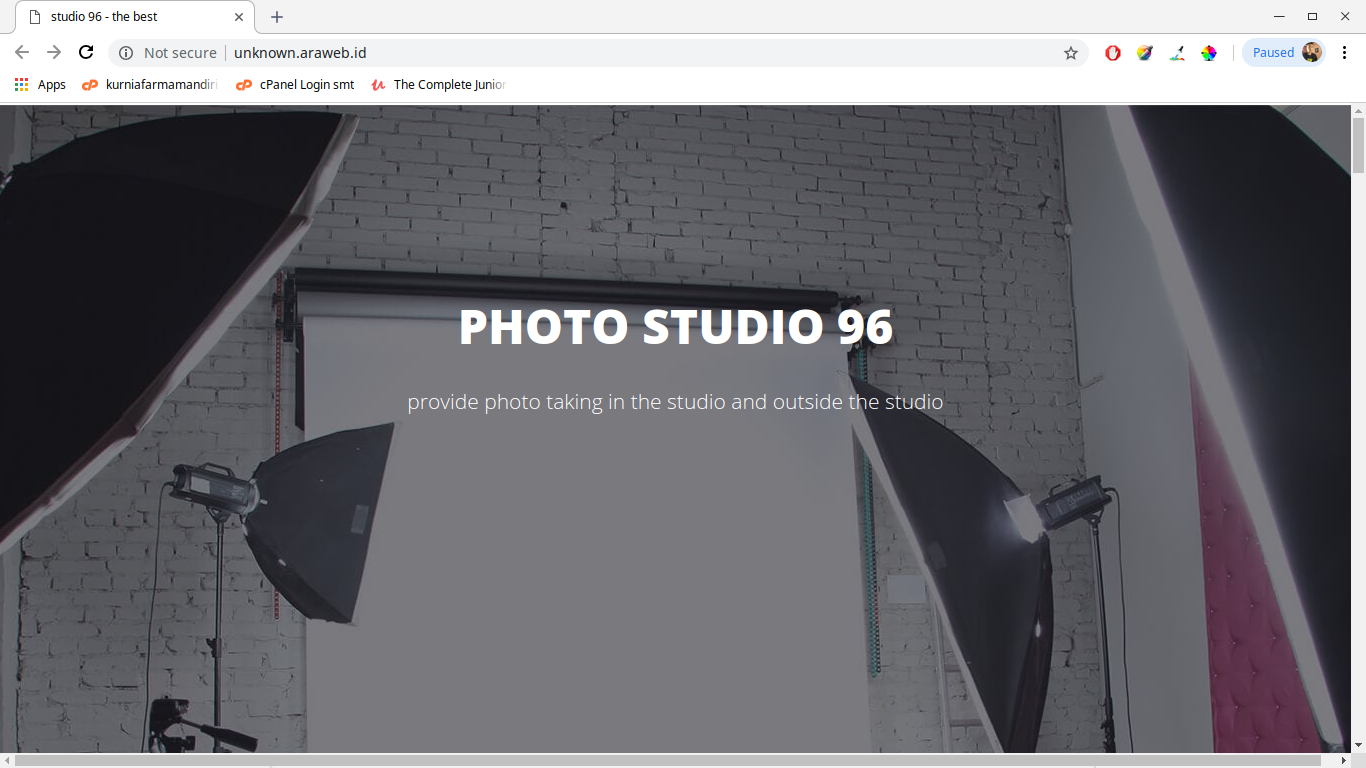 studio 96 - the best
Not secure unknown.araweb.id Paused
Apps kurniafarmamandiri cPanel Login smt The Complete Junior
PHOTO STUDIO 96
provide photo taking in the studio and outside the studio